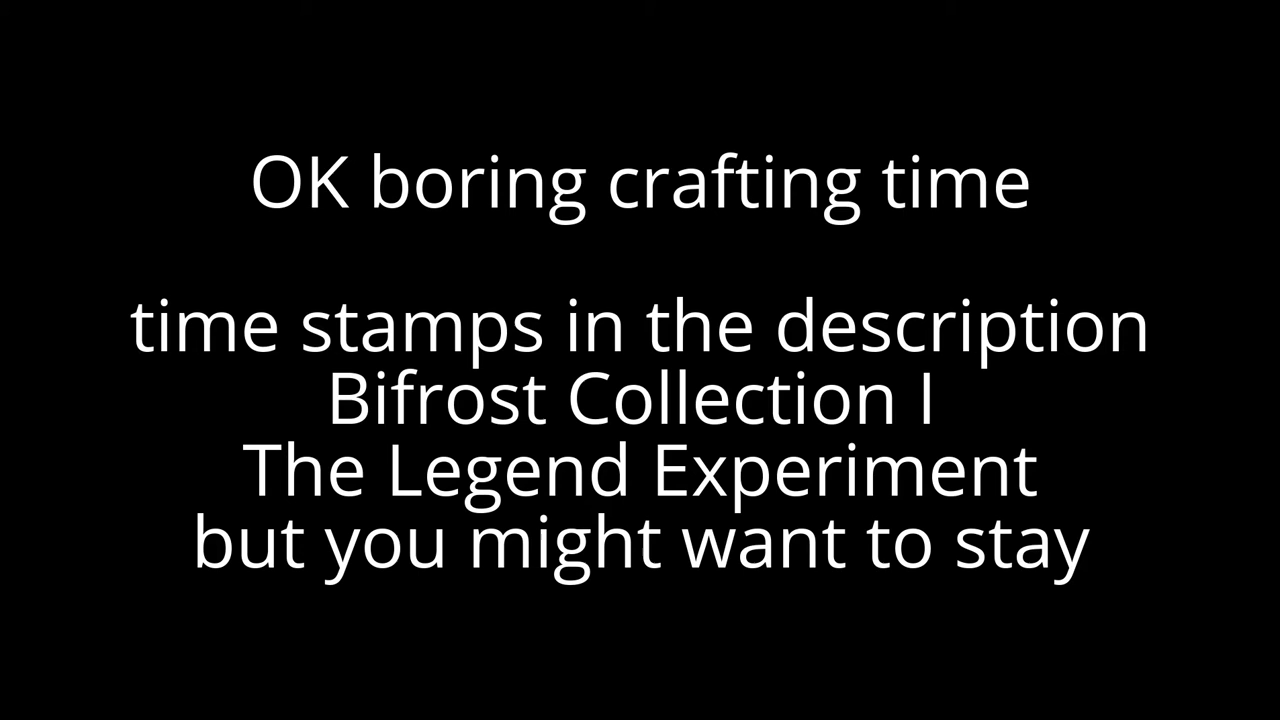 OK boring crafting time
time stamps in the description
Bifrost Collection I
The Legend Experiment
but you might want to stay